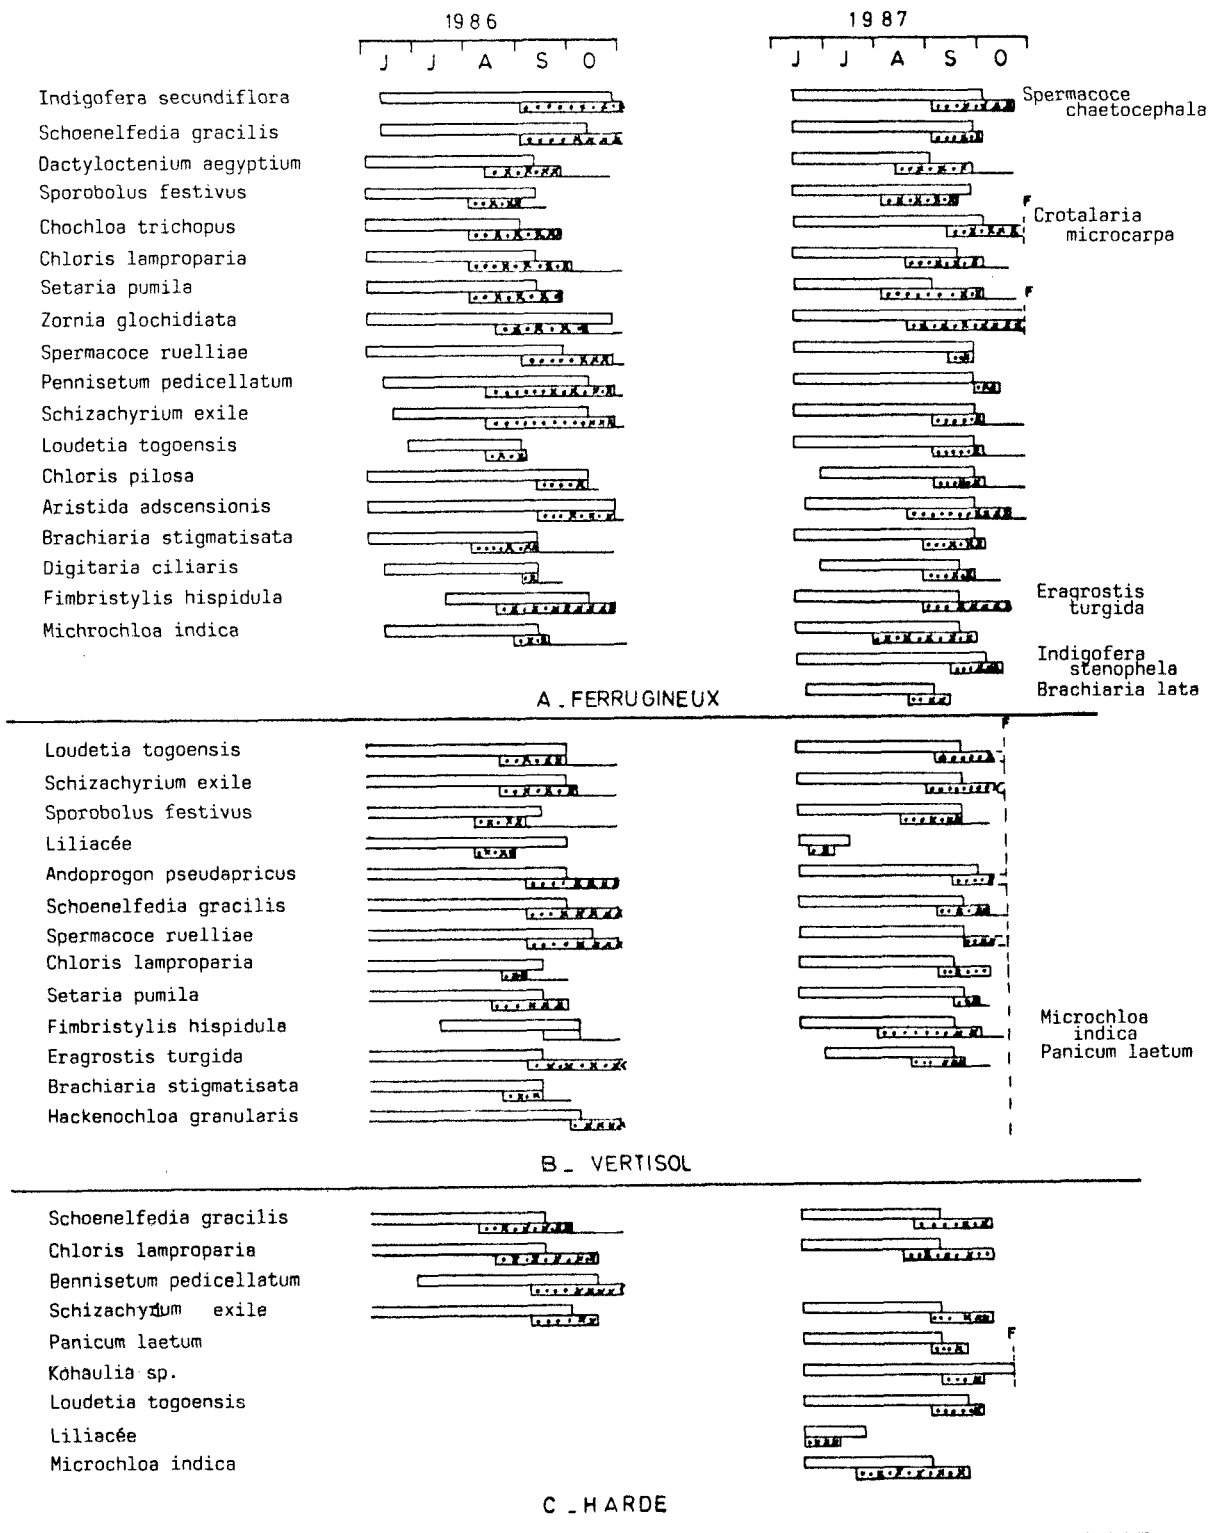 1986
1987
J J A S O
J J A S O
Indigofera secundiflora
Spermacoce
chaetocephala
Schoenelfedia gracilis
Dactyloctenium aegyptium
Sporobolus festivus
F
Crotalaria
microcarpa
Chochloa trichopus
Chloris lamproparia
Setaria pumila
F
Zornia glochidiata
Spermacoce ruelliae
Pennisetum pedicellatum
Schizachyrium exile
Loudetia togoensis
Chloris pilosa
Aristida adscensionis
Brachiaria stigmatisata
Digitaria ciliaris
Fimbristylis hispidula
Eragrostis
turgida
Michrochloa indica
Indigofera
stenophela
Brachiaria lata
A _ FERRUGINEUX
F
Loudetia togoensis
Schizachyrium exile
Sporobolus festivus
Liliacée
Andoprogon pseudapricus
Schoenelfedia gracilis
Spermacoce ruelliae
Chloris lamproparia
Setaria pumila
Fimbristylis hispidula
Microchloa
indica
Eragrostis turgida
Panicum laetum
Brachiaria stigmatisata
Hackenochloa granularis
B _ VERTISOL
Schoenelfedia gracilis
Chloris lamproparia
Bennisetum pedicellatum
Schizachyrium exile
Panicum laetum
F
Kohaulia sp.
Loudetia togoensis
Liliacée
Microchloa indica
C _ HARDE